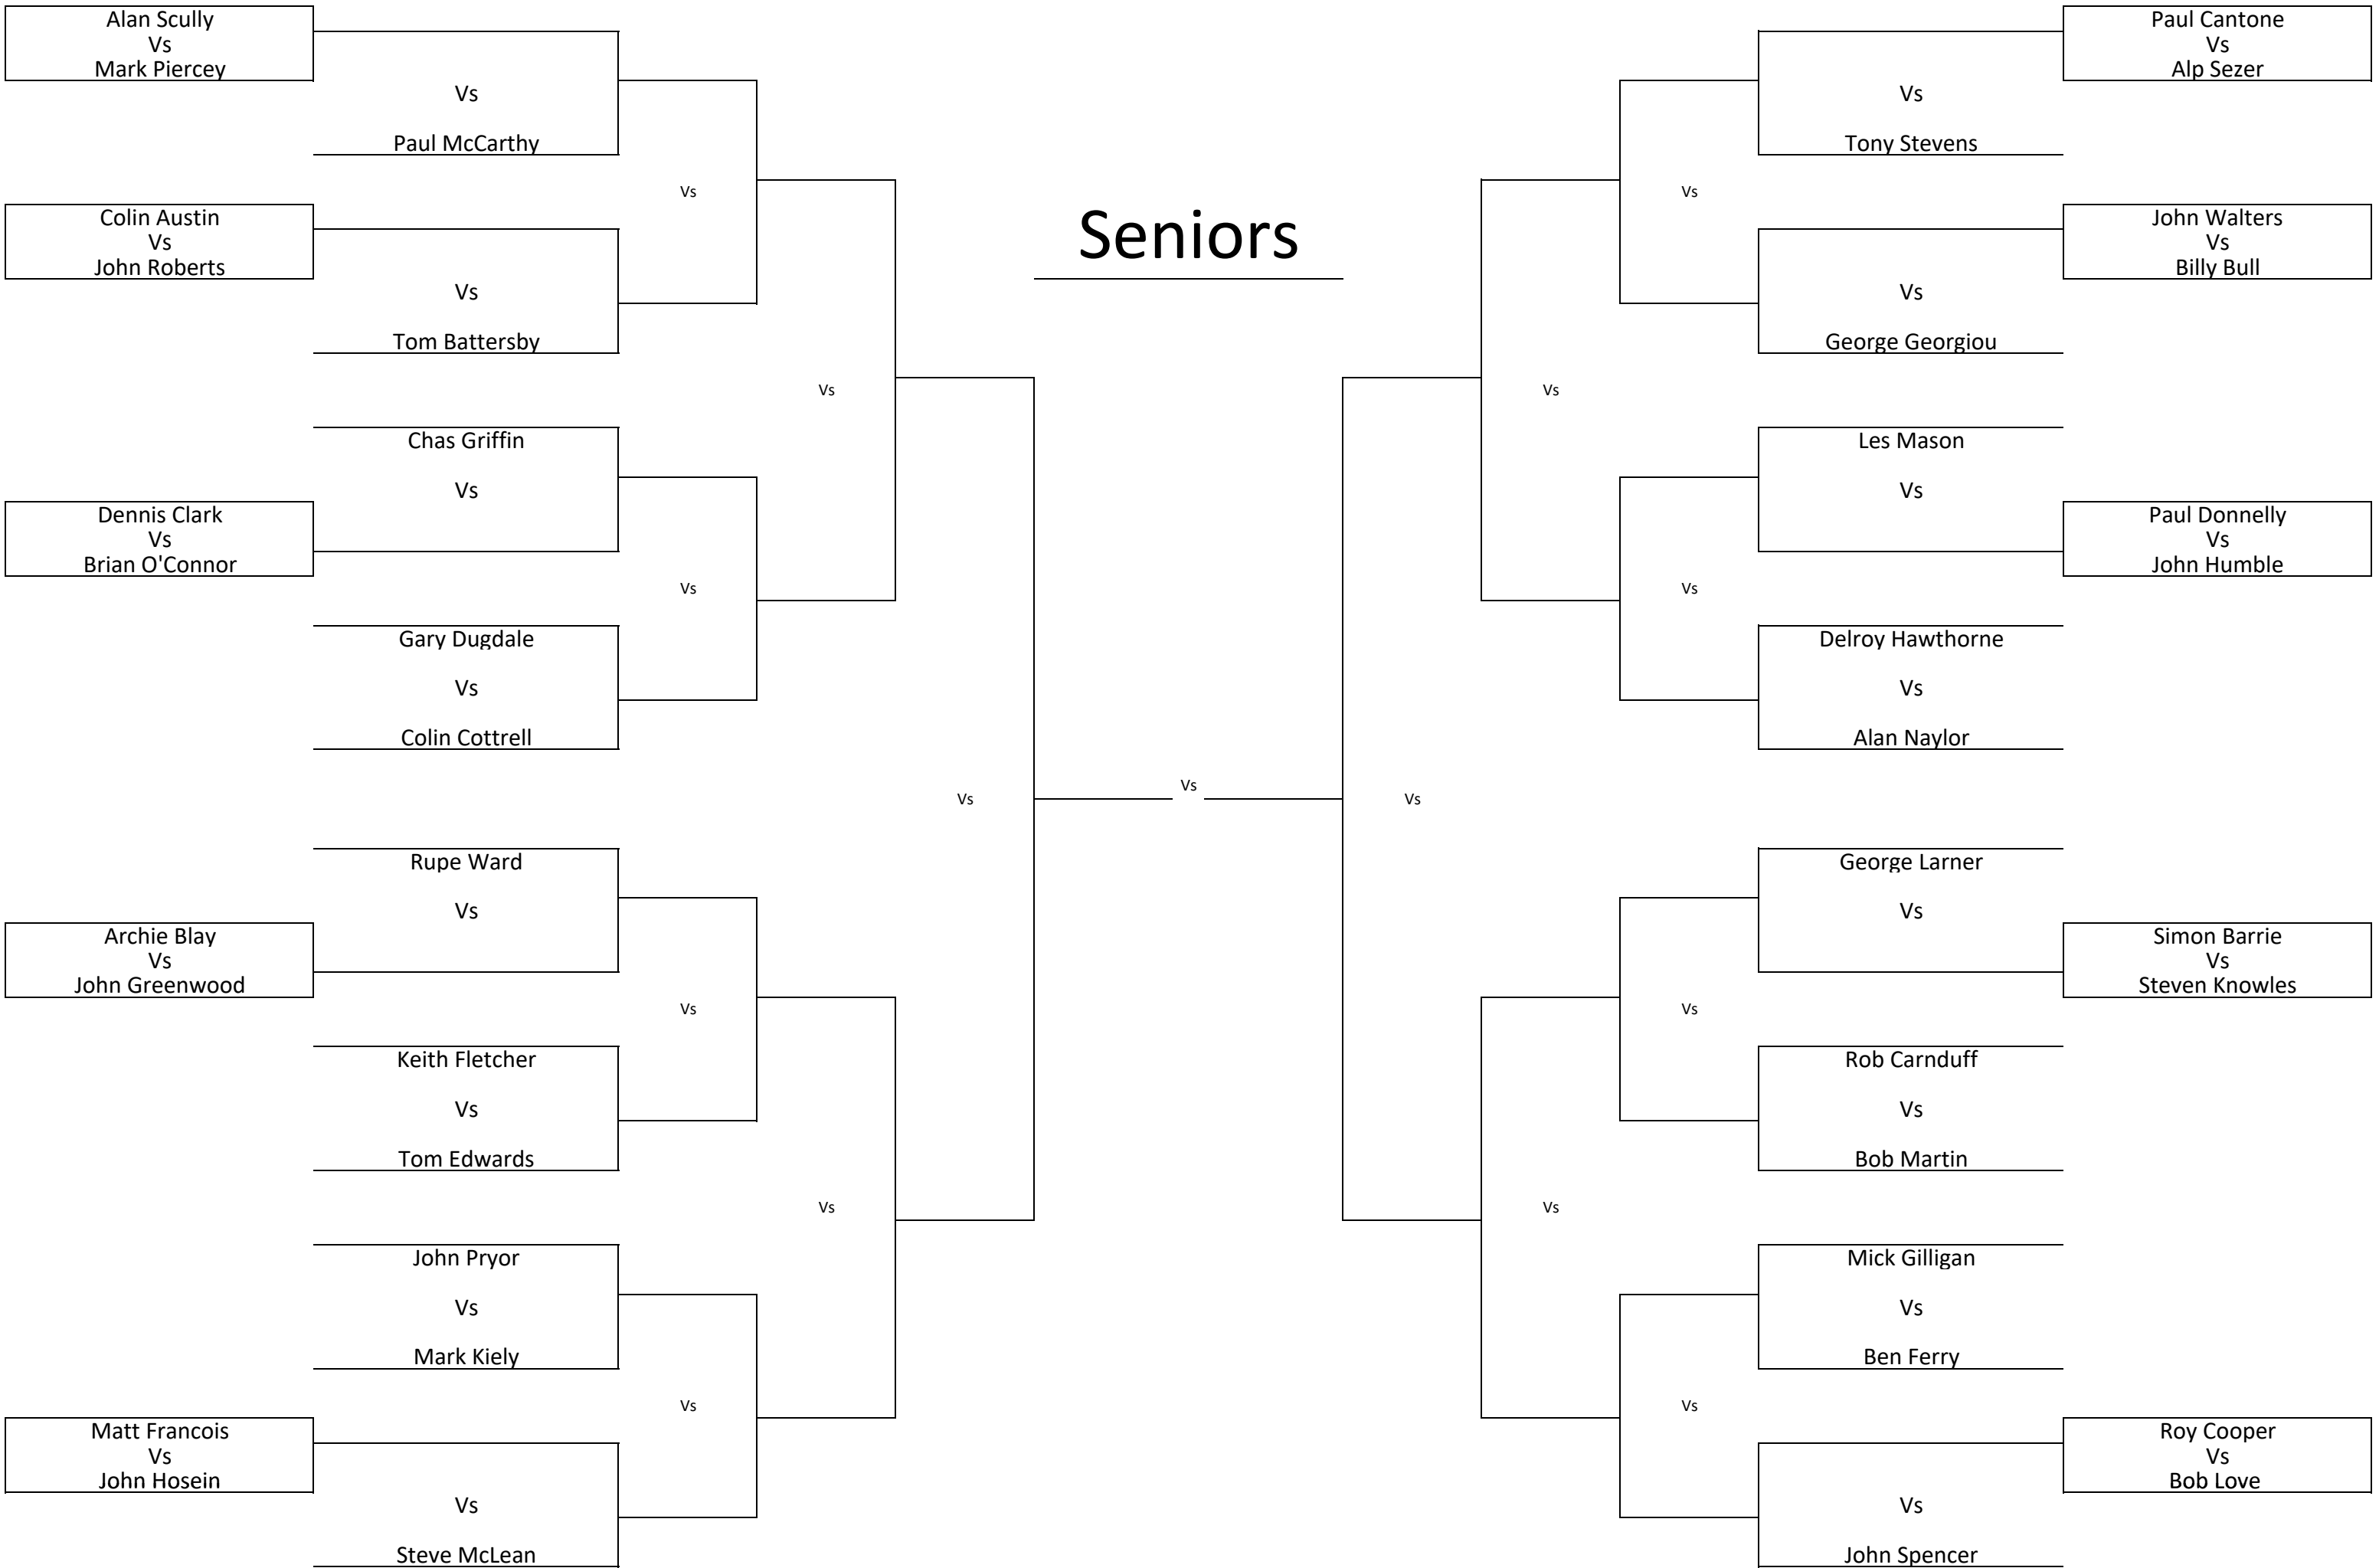 Seniors
Alan Scully
Vs
Mark Piercey
Vs
Paul McCarthy
Vs
Colin Austin
Vs
John Roberts
Vs
Tom Battersby
Vs
Chas Griffin
Vs
Dennis Clark
Vs
Brian O'Connor
Vs
Gary Dugdale
Vs
Colin Cottrell
Vs
Rupe Ward
Vs
Archie Blay
Vs
John Greenwood
Vs
Keith Fletcher
Vs
Tom Edwards
Vs
John Pryor
Vs
Mark Kiely
Vs
Matt Francois
Vs
John Hosein
Vs
Steve McLean
Vs
Paul Cantone
Vs
Alp Sezer
Vs
Tony Stevens
Vs
John Walters
Vs
Billy Bull
Vs
George Georgiou
Vs
Les Mason
Vs
Paul Donnelly
Vs
John Humble
Vs
Delroy Hawthorne
Vs
Alan Naylor
Vs
George Larner
Vs
Simon Barrie
Vs
Steven Knowles
Vs
Rob Carnduff
Vs
Bob Martin
Vs
Mick Gilligan
Vs
Ben Ferry
Vs
Roy Cooper
Vs
Bob Love
Vs
John Spencer